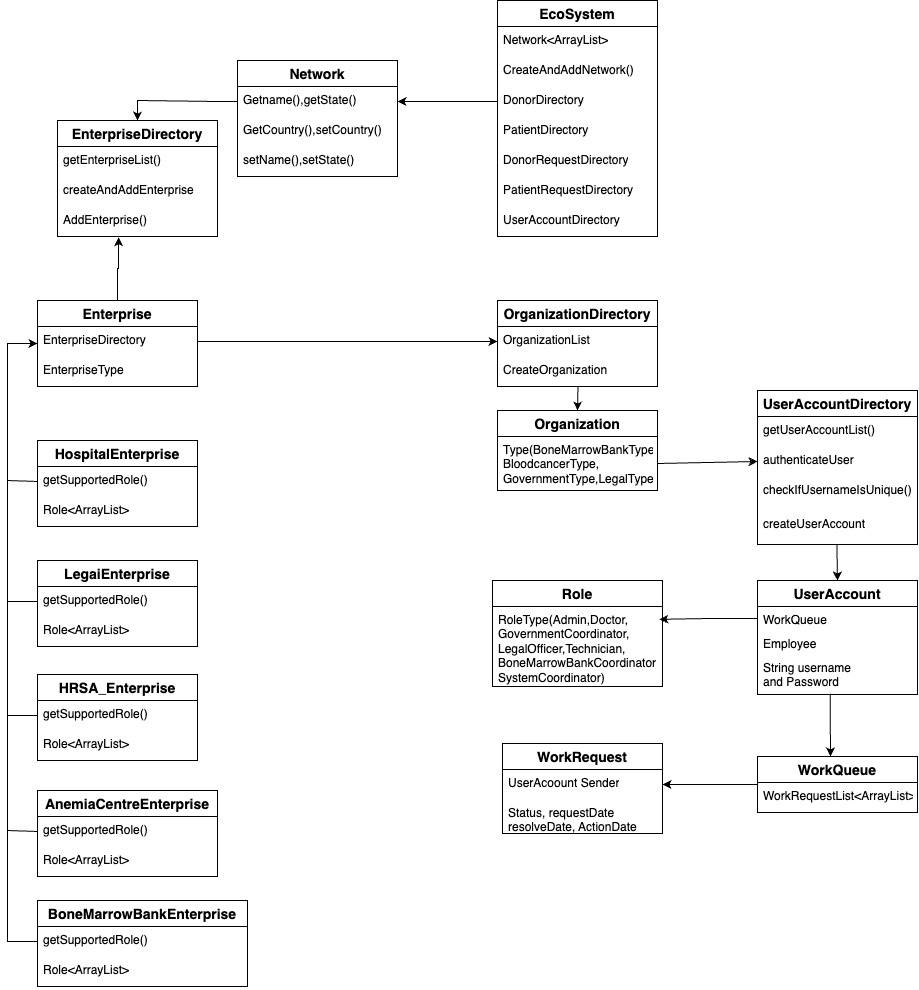 EcoSystem
Network<ArrayList>
CreateAndAddNetwork()
DonorDirectory
PatientDirectory
DonorRequestDirectory
PatientRequestDirectory
UserAccountDirectory
Network
Getname(),getState()
GetCountry(),setCountry()
setName(),setState()
EnterpriseDirectory
getEnterpriseList()
createAndAddEnterprise
AddEnterprise()
Enterprise
EnterpriseDirectory
EnterpriseType
OrganizationDirectory
OrganizationList
CreateOrganization
Organization
Type(BoneMarrowBankType
BloodcancerType,
GovernmentType,LegalType
UserAccountDirectory
getUserAccountList()
authenticateUser
checkIfUsernameIsUnique()
createUserAccount
HospitalEnterprise
getSupportedRole()
Role<ArrayList>
LegaiEnterprise
getSupportedRole()
Role<ArrayList>
Role
RoleType(Admin,Doctor,
GovernmentCoordinator,
LegalOfficer,Technician,
BoneMarrowBankCoordinator
SystemCoordinator)
UserAccount
WorkQueue
Employee
String username
and Password
HRSA_Enterprise
getSupportedRole()
Role<ArrayList>
WorkRequest
UserAcoount Sender
Status, requestDate
resolveDate, ActionDate
WorkQueue
WorkRequestList<ArrayList>
AnemiaCentreEnterprise
getSupportedRole()
Role<ArrayList>
BoneMarrowBankEnterprise
getSupportedRole()
Role<ArrayList>